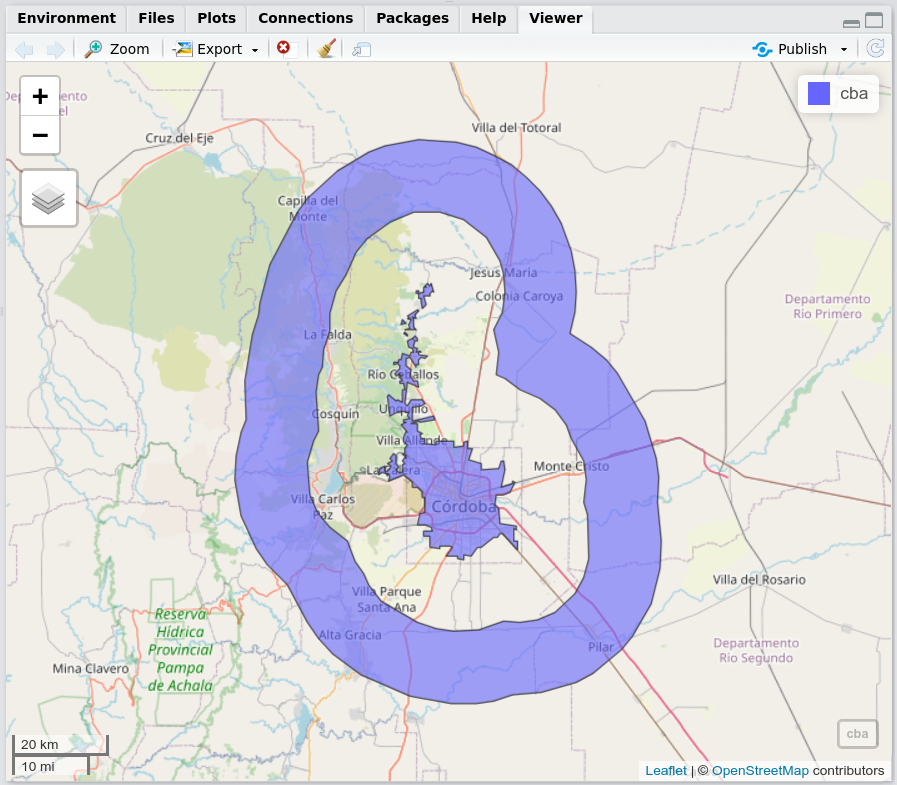 Environment Files Plots Connections Packages Help Viewer
Zoom Export Publish
+
−
cba
Villa del Totoral
Cruz del Eje
Capilla del
Monte
Jesús María
Colonia Caroya
Departamento
Río Primero
La Falda
Río Ceballos
Unquillo
Cosquín
Villa Allende
La Calera
Monte Cristo
Villa Carlos
Paz
Córdoba
Villa del Rosario
Villa Parque
Santa Ana
Reserva
Hídrica
Provincial
Pampa
de Achala
Alta Gracia
Pilar
Departamento
Río Segundo
Mina Clavero
cba
20 km
10 mi
Leaflet | © OpenStreetMap contributors